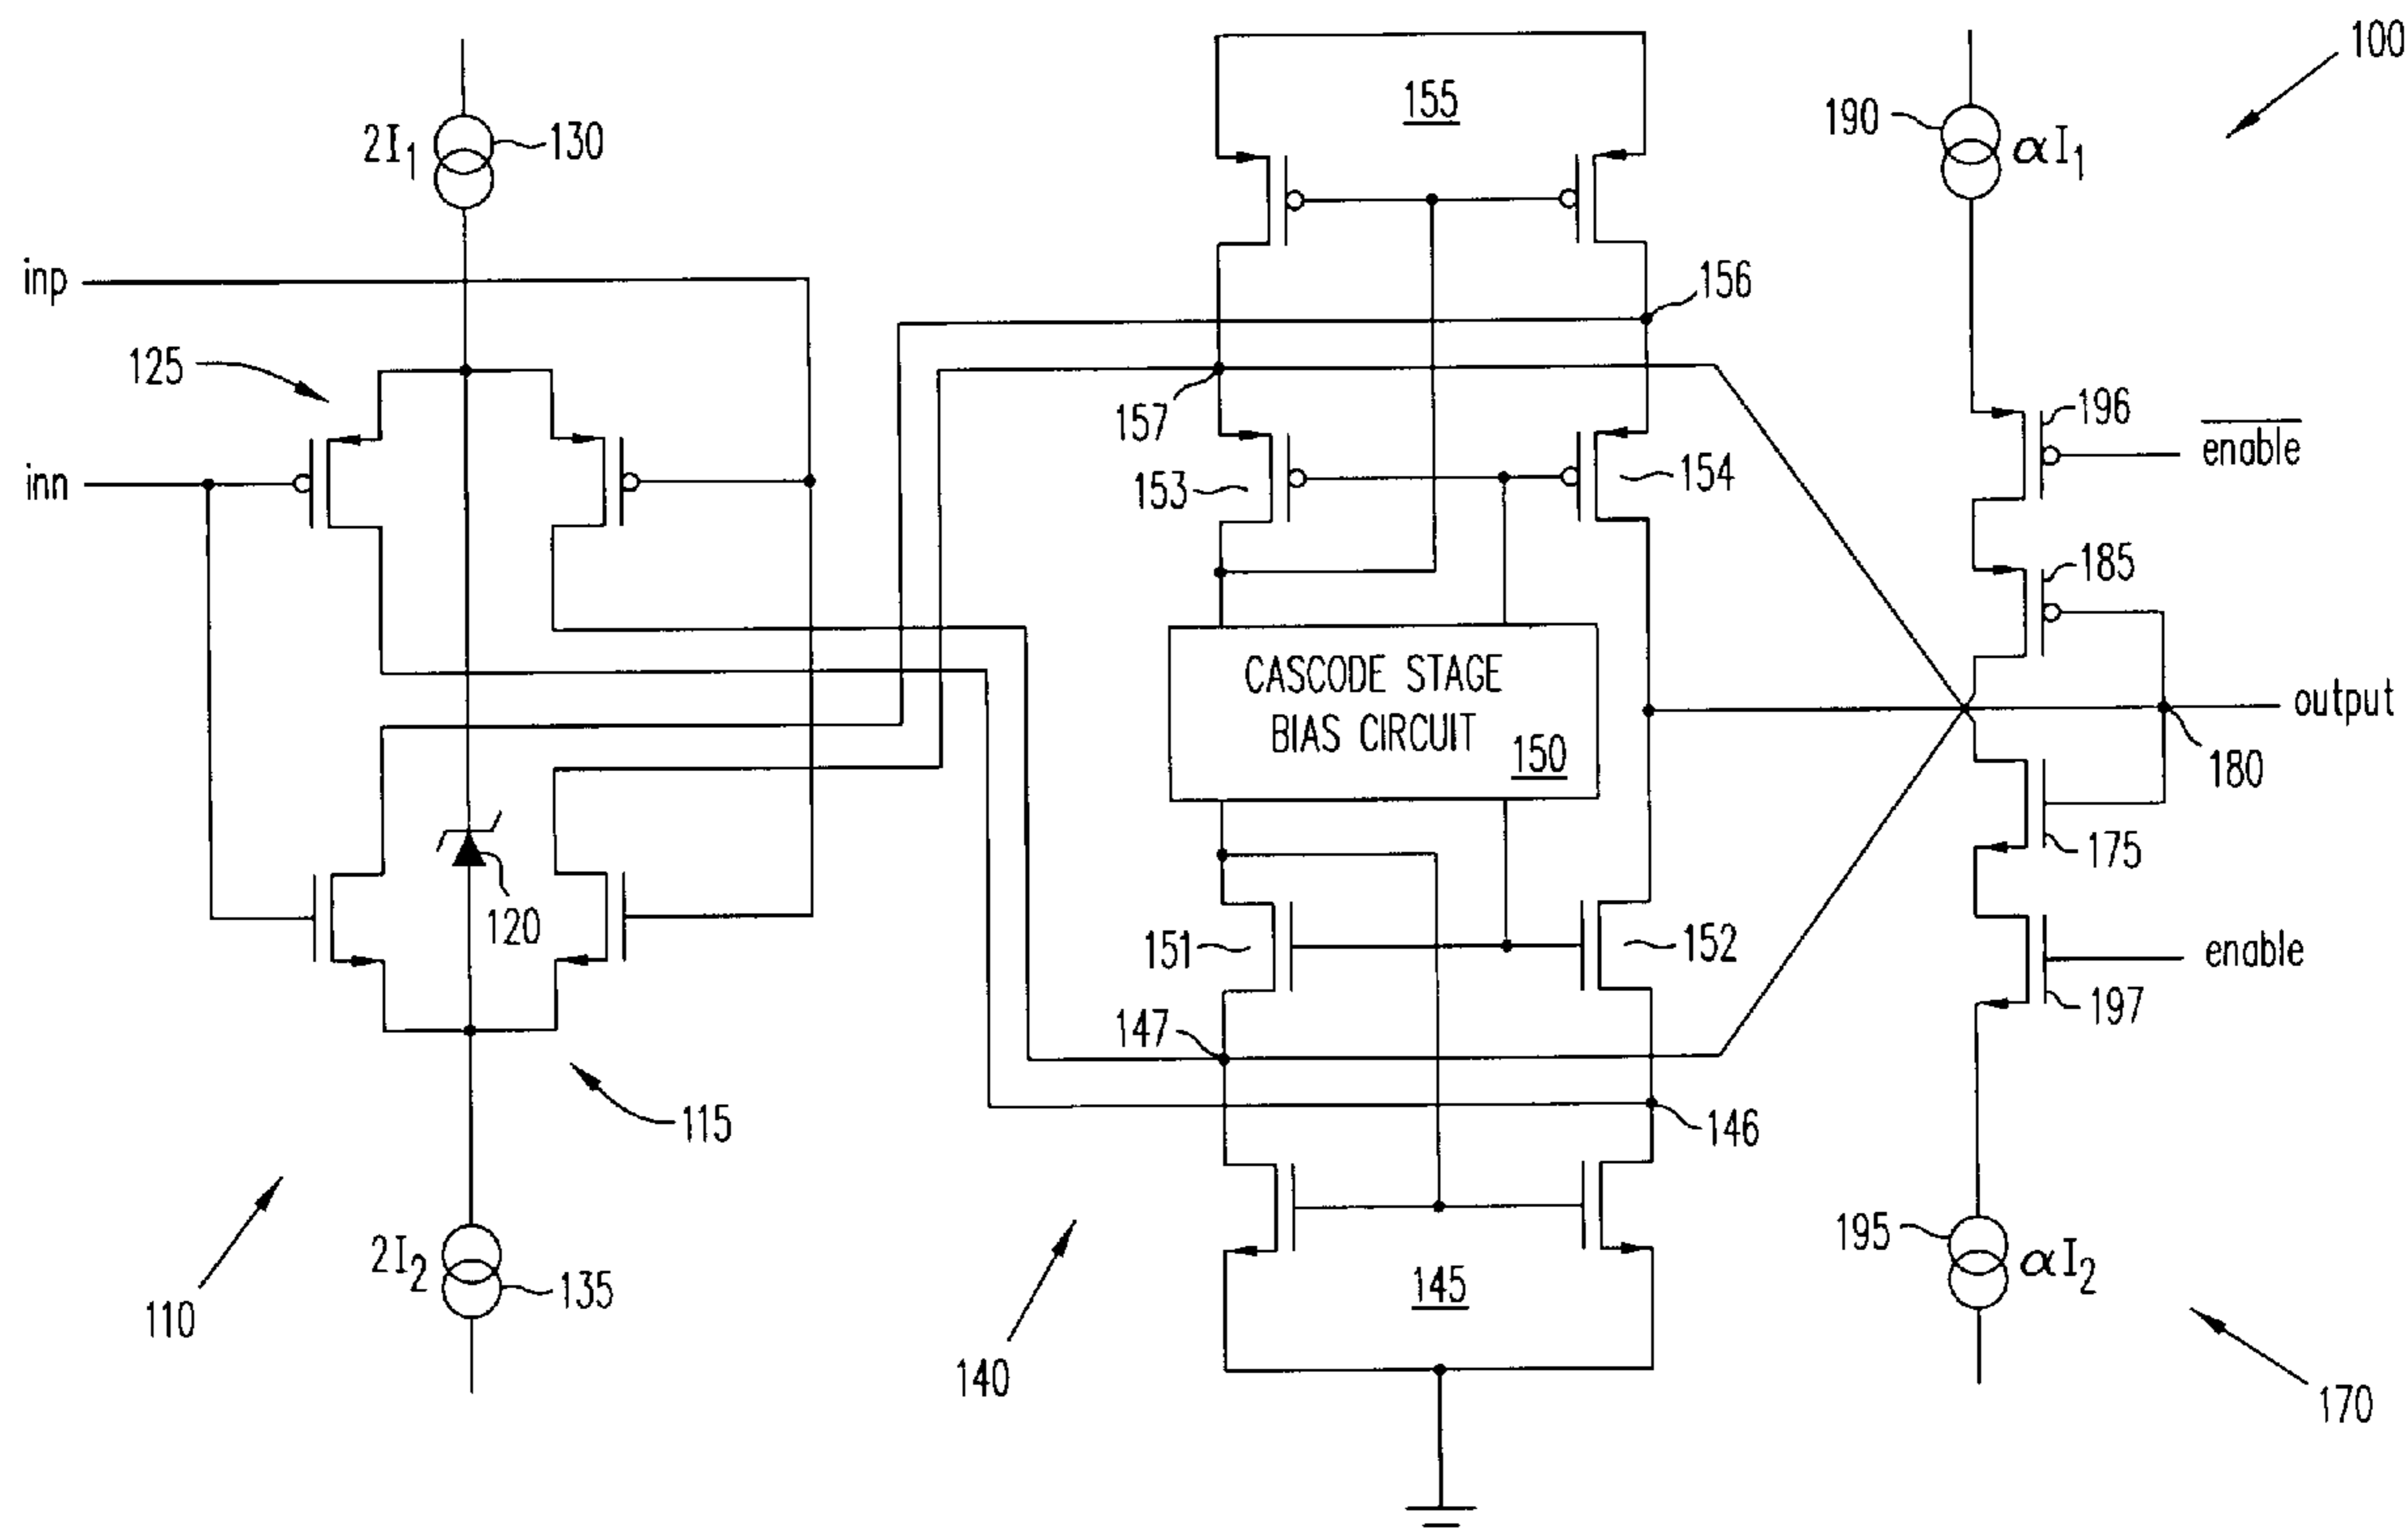 100
155
190
αI1
2I1
130
inp
156
125
157
196
enable
inn
153
154
185
CASCODE STAGE
BIAS CIRCUIT
150
output
180
120
175
151
152
enable
147
197
115
146
2I2
135
195
αI2
145
110
140
170